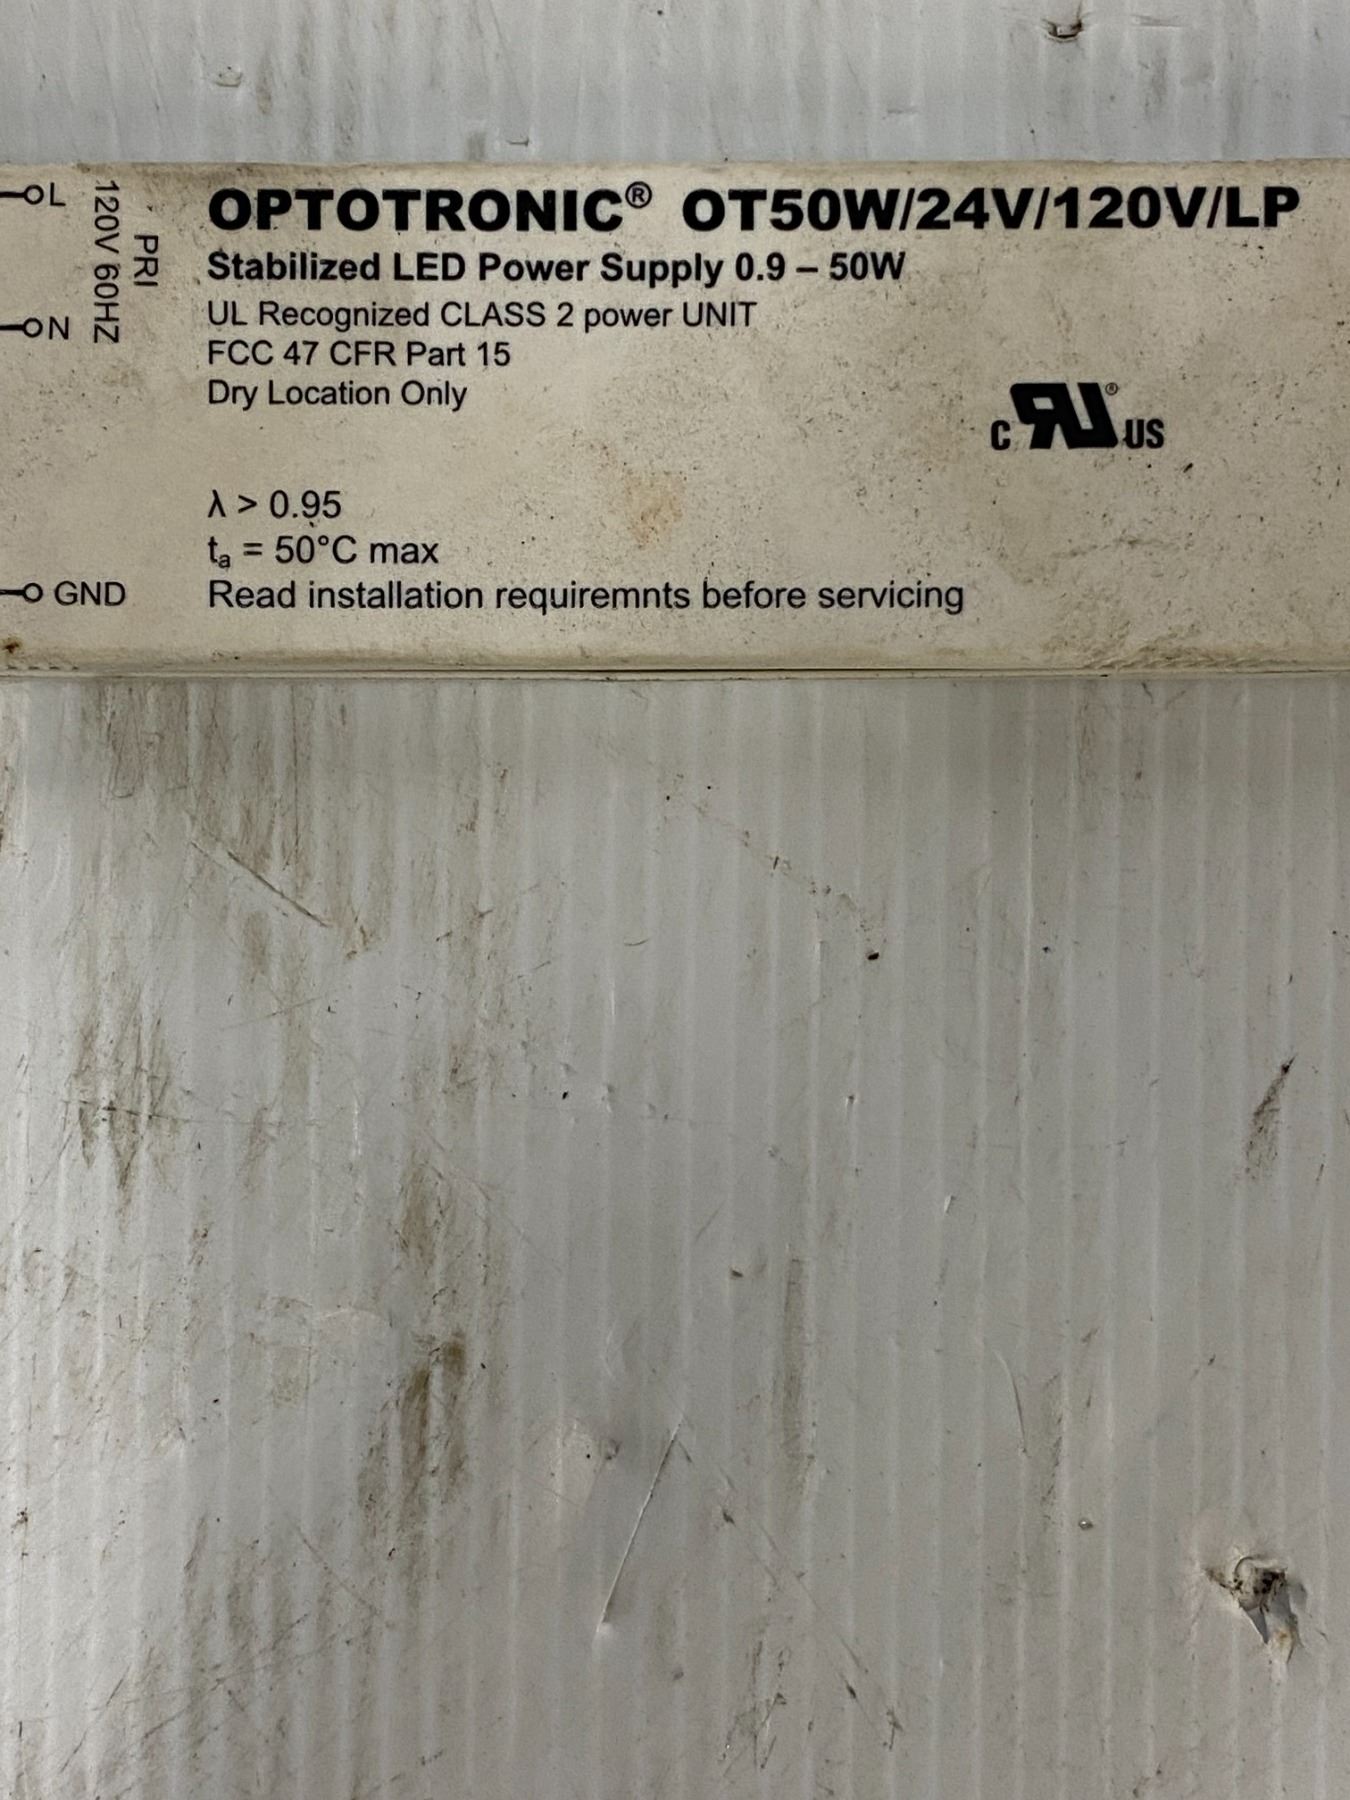 L
N
GND
120V 60HZ
PRI
OPTOTRONIC® OT50W/24V/120V/LP
Stabilized LED Power Supply 0.9 – 50W
UL Recognized CLASS 2 power UNIT
FCC 47 CFR Part 15
Dry Location Only
c RU® US
λ > 0.95
ta = 50°C max
Read installation requiremnts before servicing